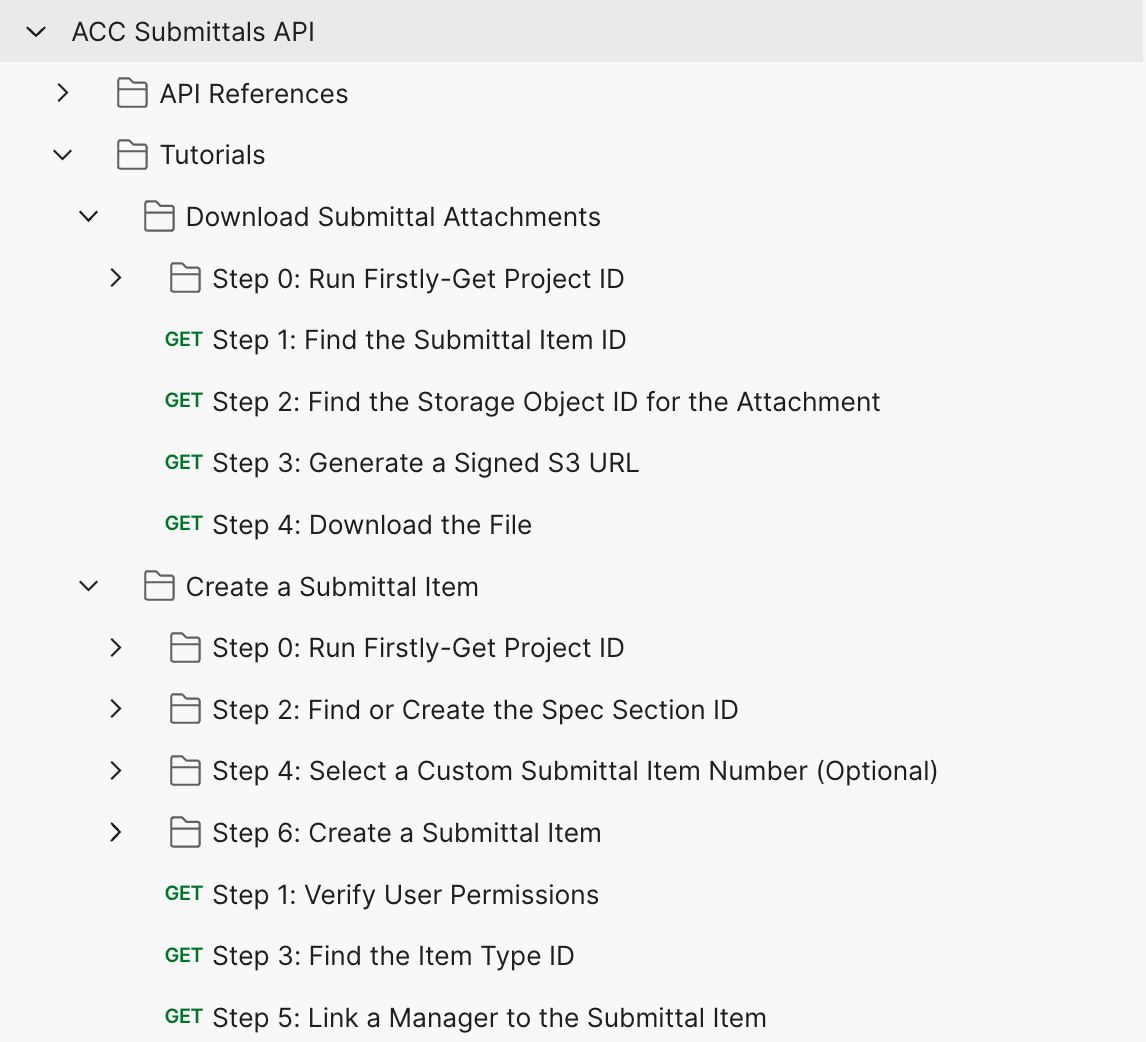 ACC Submittals API
API References
Tutorials
Download Submittal Attachments
Step 0: Run Firstly-Get Project ID
GET Step 1: Find the Submittal Item ID
GET Step 2: Find the Storage Object ID for the Attachment
GET Step 3: Generate a Signed S3 URL
GET Step 4: Download the File
Create a Submittal Item
Step 0: Run Firstly-Get Project ID
Step 2: Find or Create the Spec Section ID
Step 4: Select a Custom Submittal Item Number (Optional)
Step 6: Create a Submittal Item
GET Step 1: Verify User Permissions
GET Step 3: Find the Item Type ID
GET Step 5: Link a Manager to the Submittal Item